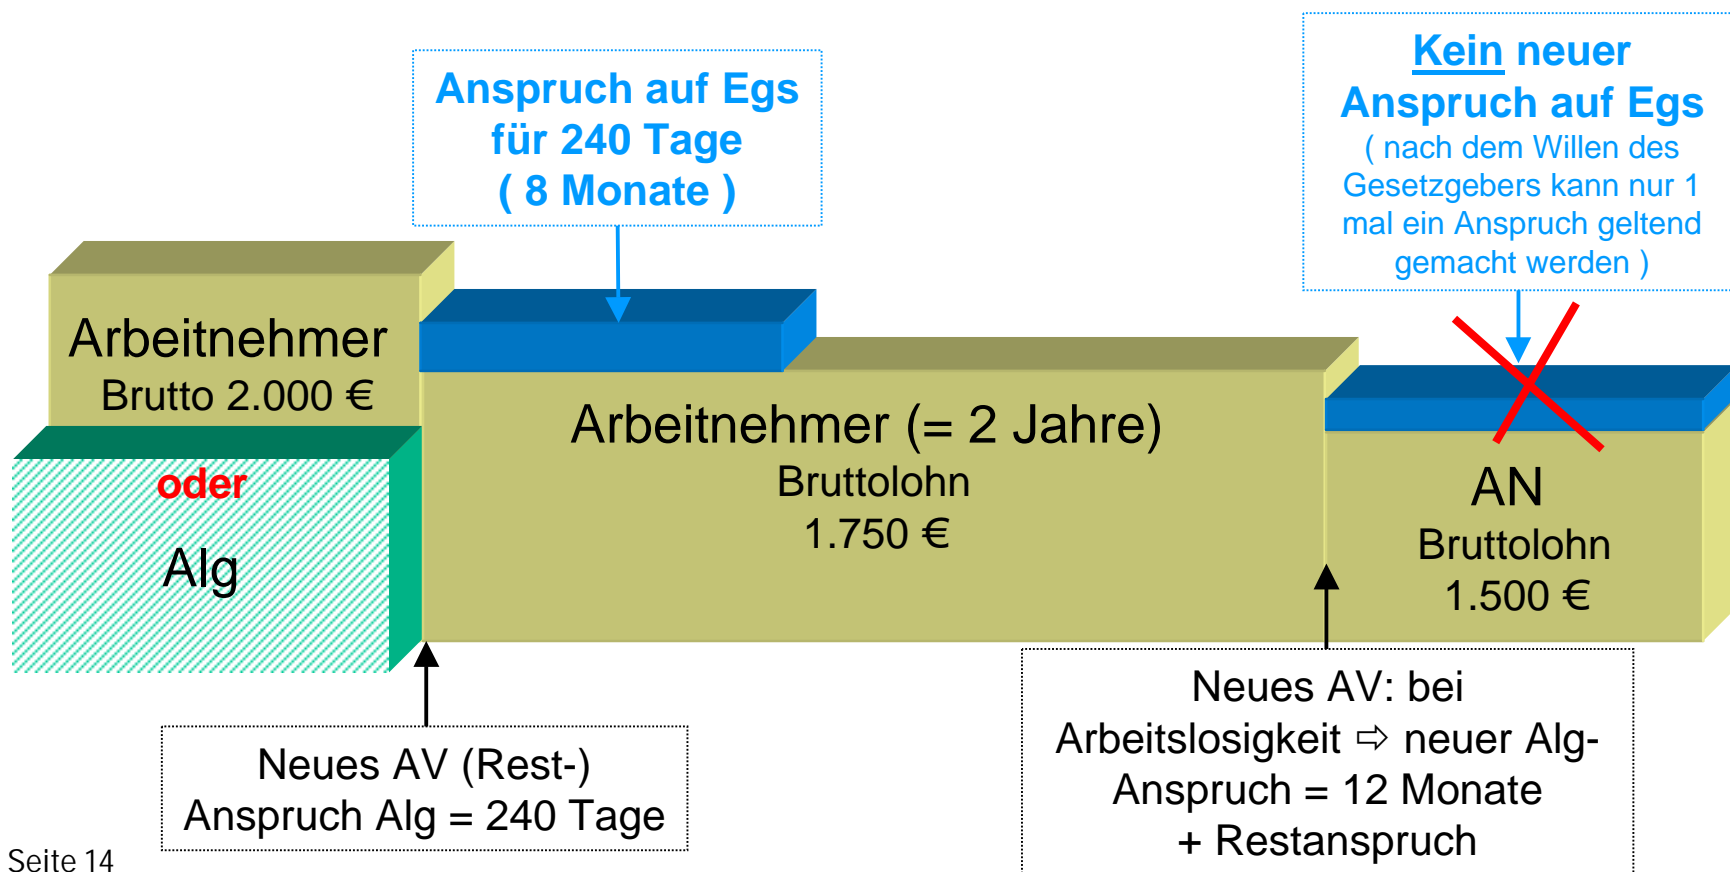 Anspruch auf Egs
für 240 Tage
( 8 Monate )
Kein neuer
Anspruch auf Egs
( nach dem Willen des
Gesetzgebers kann nur 1
mal ein Anspruch geltend
gemacht werden )
Arbeitnehmer
Brutto 2.000 €
oder
Alg
Arbeitnehmer (= 2 Jahre)
Bruttolohn
1.750 €
AN
Bruttolohn
1.500 €
Neues AV (Rest-)
Anspruch Alg = 240 Tage
Neues AV: bei
Arbeitslosigkeit ⇨ neuer Alg-
Anspruch = 12 Monate
+ Restanspruch
Seite 14